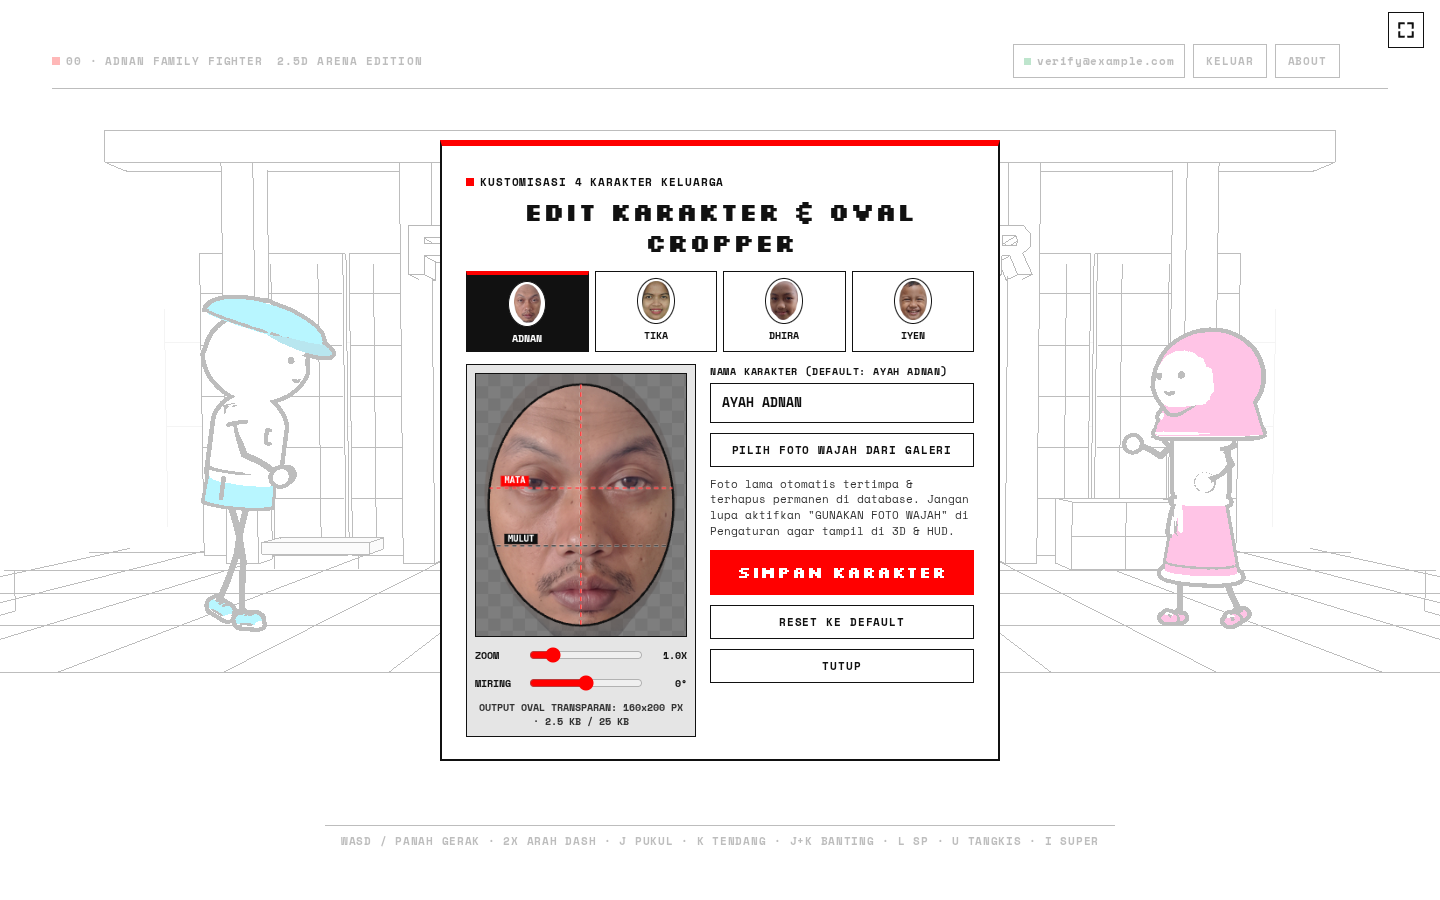 00 · ADNAN FAMILY FIGHTER 2.5D ARENA EDITION
verify@example.com
KELUAR
ABOUT
KUSTOMISASI 4 KARAKTER KELUARGA
EDIT KARAKTER & OVAL
CROPPER
ADNAN
TIKA
DHIRA
IYEN
MATA
MULUT
ZOOM
1.0X
MIRING
0°
OUTPUT OVAL TRANSPARAN: 160x200 PX
· 2.5 KB / 25 KB
NAMA KARAKTER (DEFAULT: AYAH ADNAN)
AYAH ADNAN
PILIH FOTO WAJAH DARI GALERI
Foto lama otomatis tertimpa &
terhapus permanen di database. Jangan
lupa aktifkan "GUNAKAN FOTO WAJAH" di
Pengaturan agar tampil di 3D & HUD.
SIMPAN KARAKTER
RESET KE DEFAULT
TUTUP
WASD / PANAH GERAK · 2X ARAH DASH · J PUKUL · K TENDANG · J+K BANTING · L SP · U TANGKIS · I SUPER